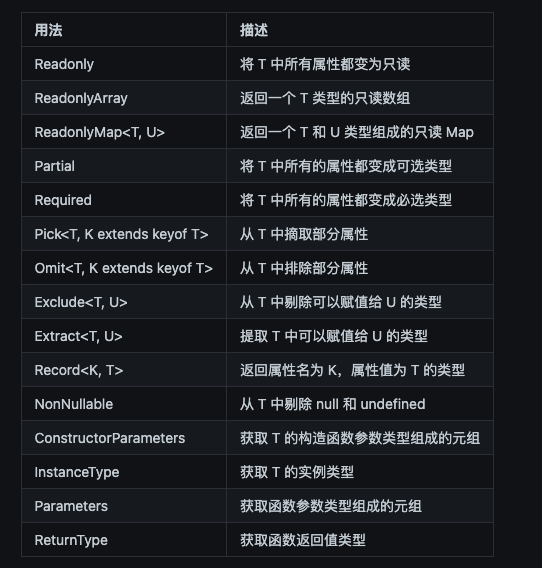 用法 描述
Readonly 将 T 中所有属性都变为只读
ReadonlyArray 返回一个 T 类型的只读数组
ReadonlyMap<T, U> 返回一个 T 和 U 类型组成的只读 Map
Partial 将 T 中所有的属性都变成可选类型
Required 将 T 中所有的属性都变成必选类型
Pick<T, K extends keyof T> 从 T 中摘取部分属性
Omit<T, K extends keyof T> 从 T 中排除部分属性
Exclude<T, U> 从 T 中剔除可以赋值给 U 的类型
Extract<T, U> 提取 T 中可以赋值给 U 的类型
Record<K, T> 返回属性名为 K，属性值为 T 的类型
NonNullable 从 T 中剔除 null 和 undefined
ConstructorParameters 获取 T 的构造函数参数类型组成的元组
InstanceType 获取 T 的实例类型
Parameters 获取函数参数类型组成的元组
ReturnType 获取函数返回值类型